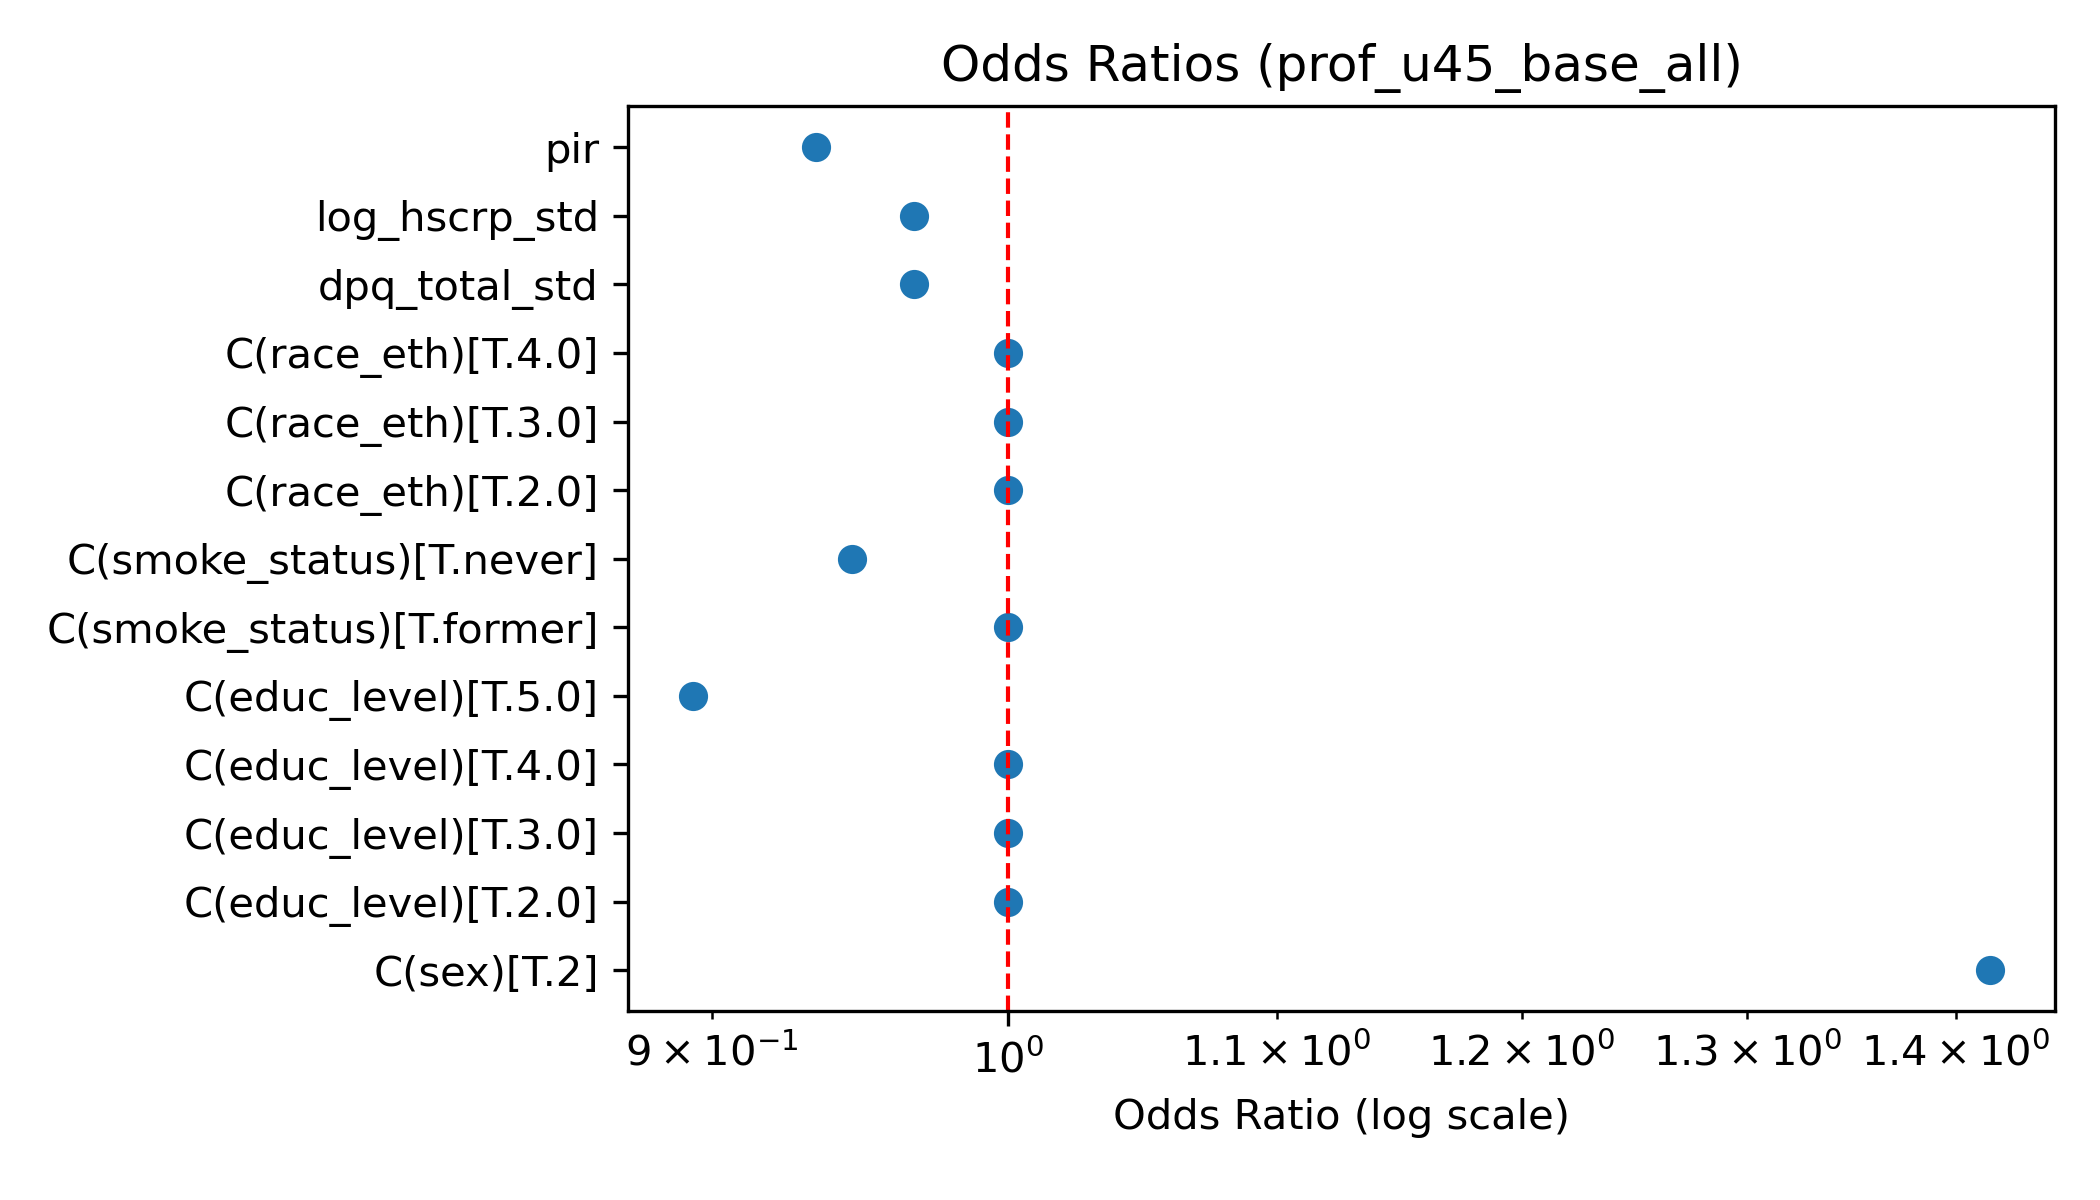 Odds Ratios (prof_u45_base_all)
pir
log_hscrp_std
dpq_total_std
C(race_eth)[T.4.0]
C(race_eth)[T.3.0]
C(race_eth)[T.2.0]
C(smoke_status)[T.never]
C(smoke_status)[T.former]
C(educ_level)[T.5.0]
C(educ_level)[T.4.0]
C(educ_level)[T.3.0]
C(educ_level)[T.2.0]
C(sex)[T.2]
9 × 10⁻¹ 10⁰ 1.1 × 10⁰ 1.2 × 10⁰ 1.3 × 10⁰ 1.4 × 10⁰
Odds Ratio (log scale)